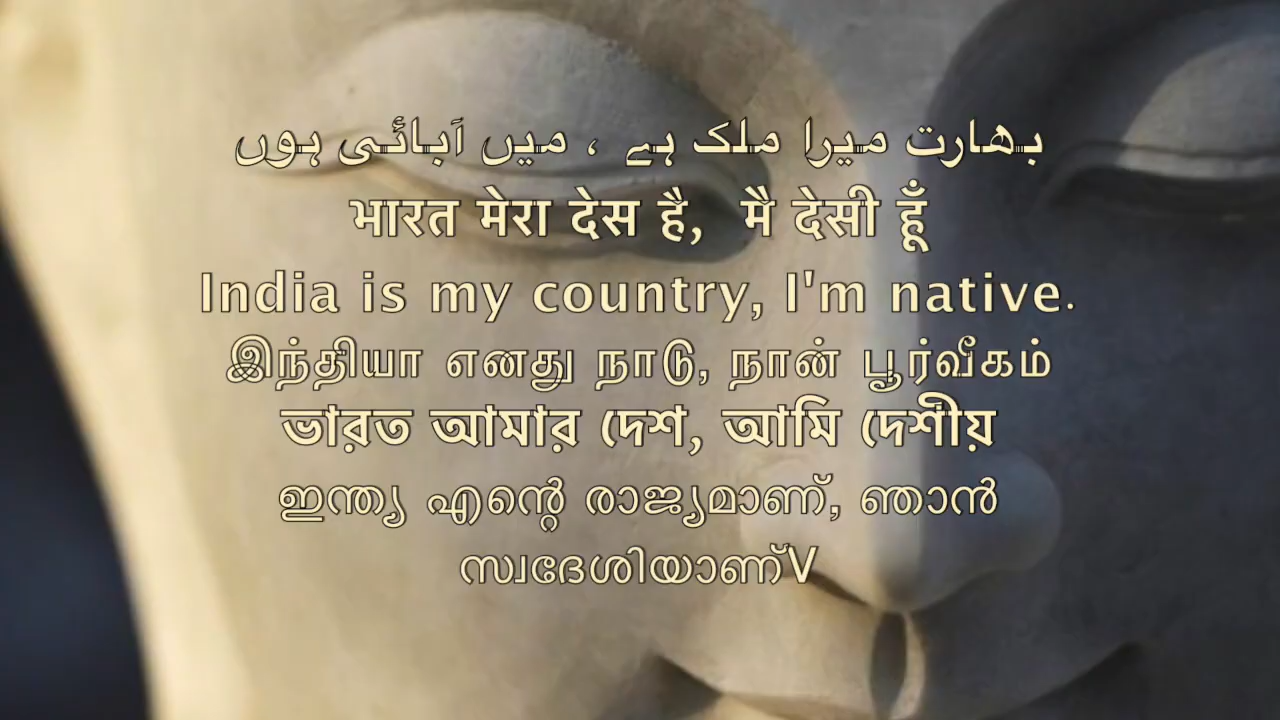 بھارت میرا ملک ہے ، میں آبائی ہوں
भारत मेरा देस है, मै देसी हूँ
India is my country, I'm native.
இந்தியா எனது நாடு, நான் பூர்வீகம்
ভারত আমার দেশ, আমি দেশীয়
ഇന്ത്യ എന്റെ രാജ്യമാണ്, ഞാൻ
സ്വദേശിയാണ്V